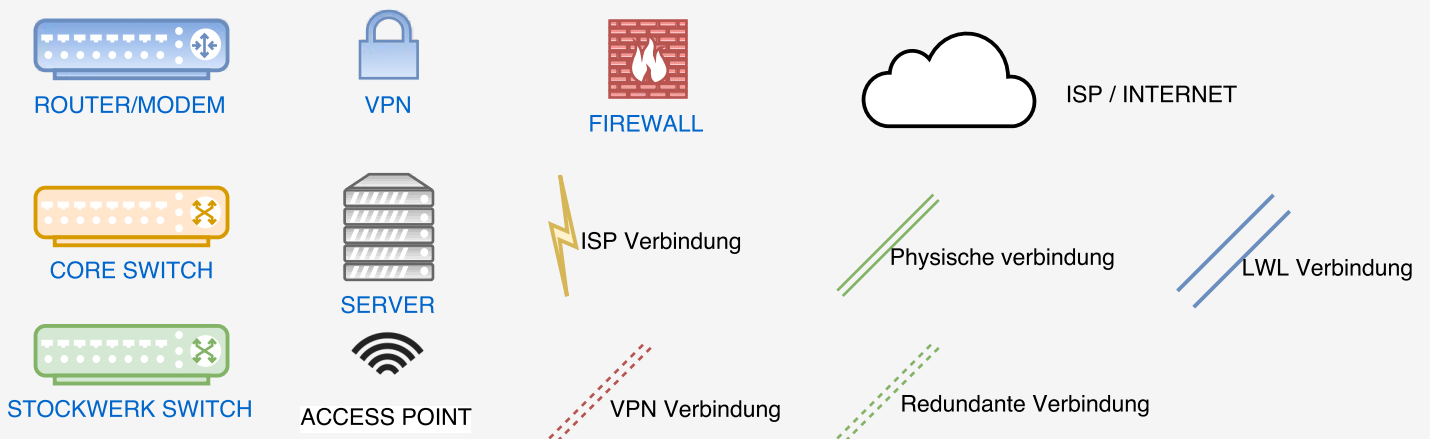 ROUTER/MODEM
VPN
FIREWALL
ISP / INTERNET
CORE SWITCH
SERVER
ISP Verbindung
Physische verbindung
LWL Verbindung
STOCKWERK SWITCH
ACCESS POINT
VPN Verbindung
Redundante Verbindung